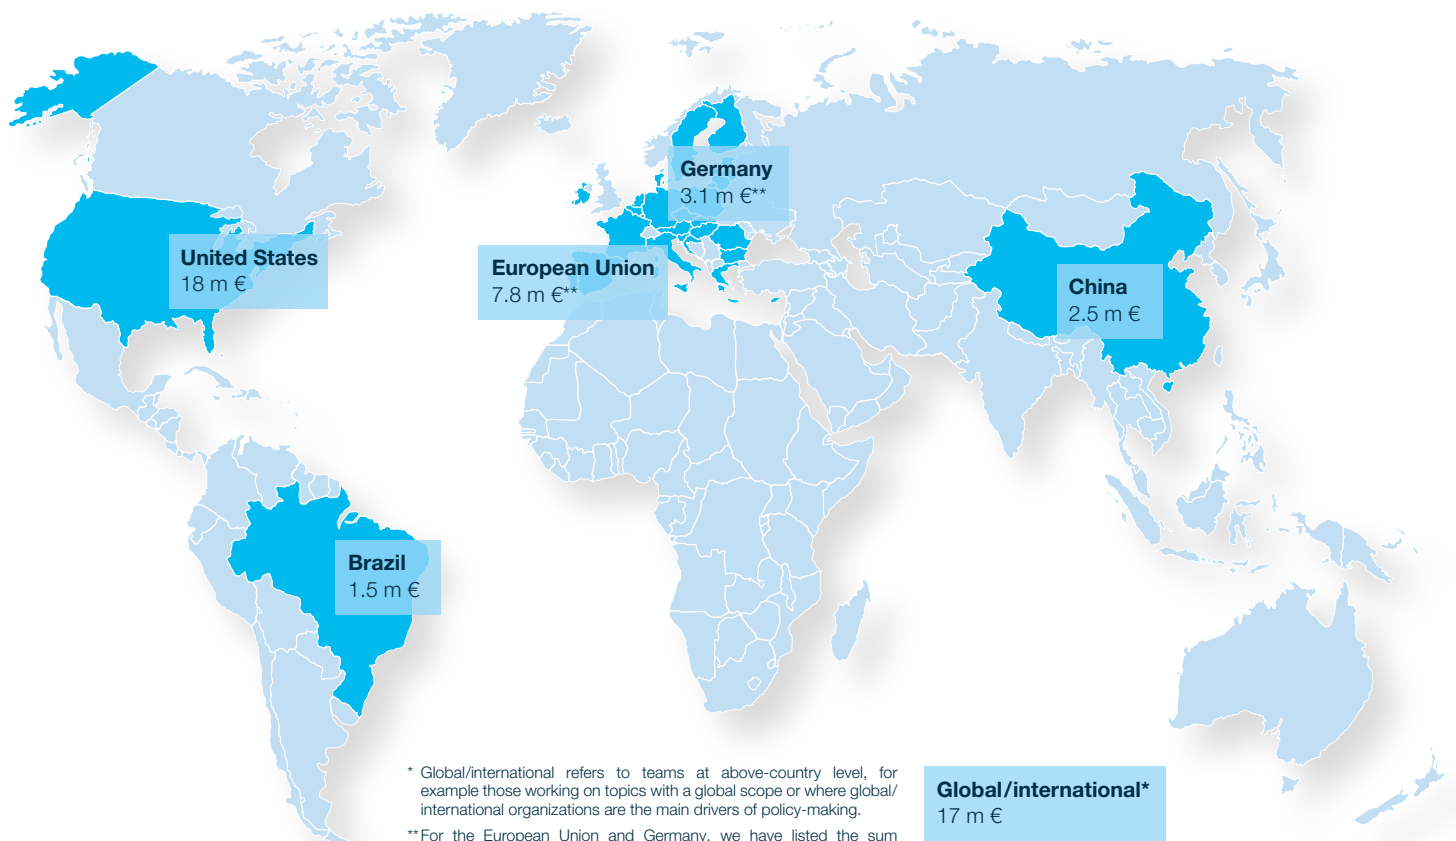 Germany
3.1 m €**
United States
18 m €
European Union
7.8 m €**
China
2.5 m €
Brazil
1.5 m €
* Global/international refers to teams at above-country level, for
example those working on topics with a global scope or where global/
international organizations are the main drivers of policy-making.
**For the European Union and Germany, we have listed the sum
Global/international*
17 m €